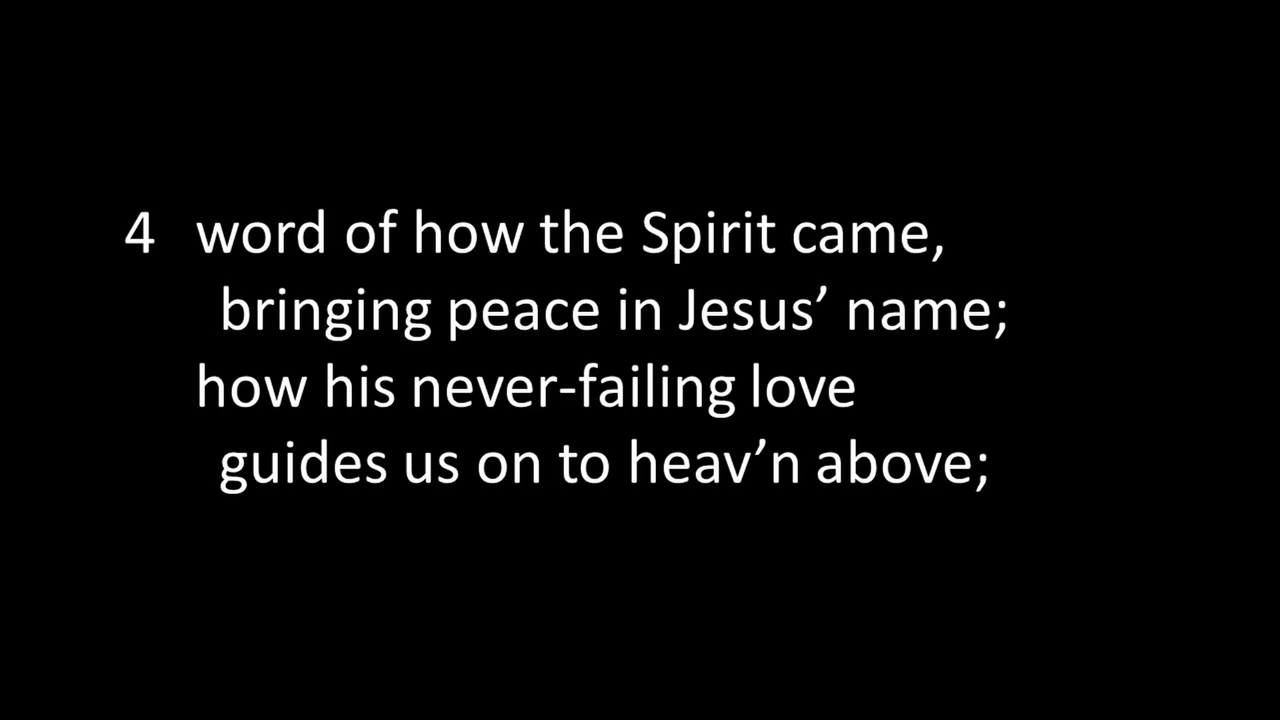 4 word of how the Spirit came,
bringing peace in Jesus’ name;
how his never-failing love
guides us on to heav’n above;